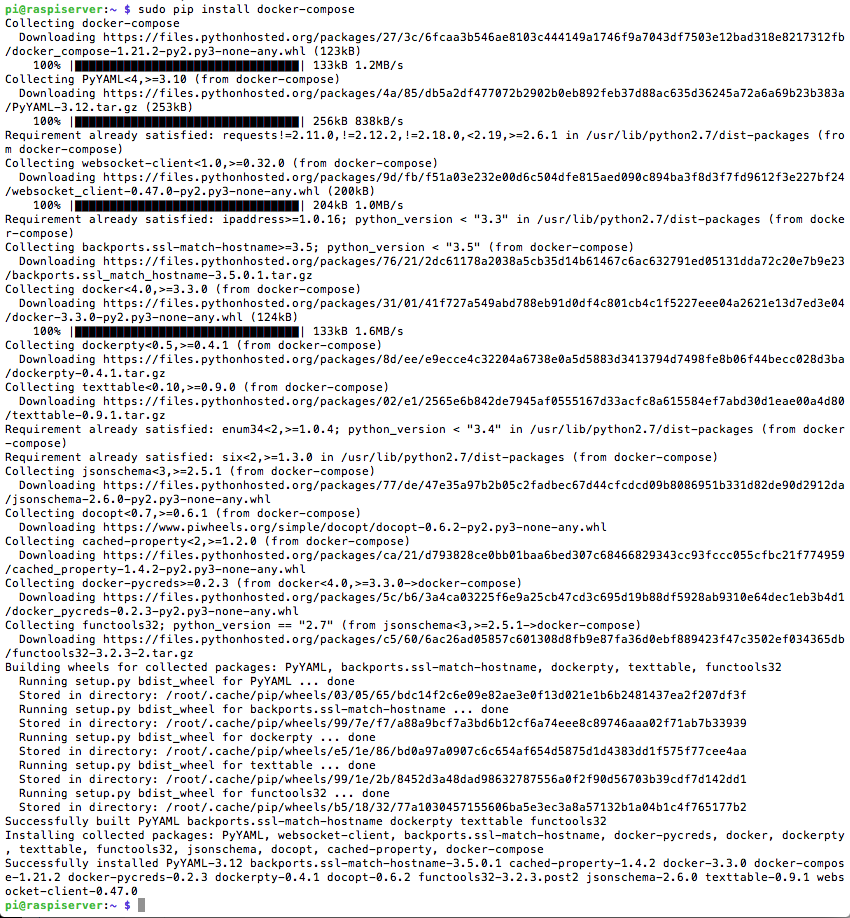 pi@raspiserver:~ $ sudo pip install docker-compose
Collecting docker-compose
  Downloading https://files.pythonhosted.org/packages/27/3c/6fcaa3b546ae8103c444149a1746f9a7043df7503e12bad318e8217312fb
/docker_compose-1.21.2-py2.py3-none-any.whl (123kB)
    100% |████████████████████████████████| 133kB 1.2MB/s
Collecting PyYAML<4,>=3.10 (from docker-compose)
  Downloading https://files.pythonhosted.org/packages/4a/85/db5a2df477072b2902b0eb892feb37d88ac635d36245a72a6a69b23b383a
/PyYAML-3.12.tar.gz (253kB)
    100% |████████████████████████████████| 256kB 838kB/s
Requirement already satisfied: requests!=2.11.0,!=2.12.2,!=2.18.0,<2.19,>=2.6.1 in /usr/lib/python2.7/dist-packages (fro
m docker-compose)
Collecting websocket-client<1.0,>=0.32.0 (from docker-compose)
  Downloading https://files.pythonhosted.org/packages/9d/fb/f51a03e232e00d6c504dfe815aed090c894ba3f8d3f7fd9612f3e227bf24
/websocket_client-0.47.0-py2.py3-none-any.whl (200kB)
    100% |████████████████████████████████| 204kB 1.0MB/s
Requirement already satisfied: ipaddress>=1.0.16; python_version < "3.3" in /usr/lib/python2.7/dist-packages (from docke
r-compose)
Collecting backports.ssl-match-hostname>=3.5; python_version < "3.5" (from docker-compose)
  Downloading https://files.pythonhosted.org/packages/76/21/2dc61178a2038a5cb35d14b61467c6ac632791ed05131dda72c20e7b9e23
/backports.ssl_match_hostname-3.5.0.1.tar.gz
Collecting docker<4.0,>=3.3.0 (from docker-compose)
  Downloading https://files.pythonhosted.org/packages/31/01/41f727a549abd788eb91d0df4c801cb4c1f5227eee04a2621e13d7ed3e04
/docker-3.3.0-py2.py3-none-any.whl (124kB)
    100% |████████████████████████████████| 133kB 1.6MB/s
Collecting dockerpty<0.5,>=0.4.1 (from docker-compose)
  Downloading https://files.pythonhosted.org/packages/8d/ee/e9ecce4c32204a6738e0a5d5883d3413794d7498fe8b06f44becc028d3ba
/dockerpty-0.4.1.tar.gz
Collecting texttable<0.10,>=0.9.0 (from docker-compose)
  Downloading https://files.pythonhosted.org/packages/02/e1/2565e6b842de7945af0555167d33acfc8a615584ef7abd30d1eae00a4d80
/texttable-0.9.1.tar.gz
Requirement already satisfied: enum34<2,>=1.0.4; python_version < "3.4" in /usr/lib/python2.7/dist-packages (from docker
-compose)
Requirement already satisfied: six<2,>=1.3.0 in /usr/lib/python2.7/dist-packages (from docker-compose)
Collecting jsonschema<3,>=2.5.1 (from docker-compose)
  Downloading https://files.pythonhosted.org/packages/77/de/47e35a97b2b05c2fadbec67d44cfcdcd09b8086951b331d82de90d2912da
/jsonschema-2.6.0-py2.py3-none-any.whl
Collecting docopt<0.7,>=0.6.1 (from docker-compose)
  Downloading https://www.piwheels.org/simple/docopt/docopt-0.6.2-py2.py3-none-any.whl
Collecting cached-property<2,>=1.2.0 (from docker-compose)
  Downloading https://files.pythonhosted.org/packages/ca/21/d793828ce0bb01baa6bed307c68466829343cc93fccc055cfbc21f774959
/cached_property-1.4.2-py2.py3-none-any.whl
Collecting docker-pycreds>=0.2.3 (from docker<4.0,>=3.3.0->docker-compose)
  Downloading https://files.pythonhosted.org/packages/5c/b6/3a4ca03225f6e9a25cb47cd3c695d19b88df5928ab9310e64dec1eb3b4d1
/docker_pycreds-0.2.3-py2.py3-none-any.whl
Collecting functools32; python_version == "2.7" (from jsonschema<3,>=2.5.1->docker-compose)
  Downloading https://files.pythonhosted.org/packages/c5/60/6ac26ad05857c601308d8fb9e87fa36d0ebf889423f47c3502ef034365db
/functools32-3.2.3-2.tar.gz
Building wheels for collected packages: PyYAML, backports.ssl-match-hostname, dockerpty, texttable, functools32
  Running setup.py bdist_wheel for PyYAML ... done
  Stored in directory: /root/.cache/pip/wheels/03/05/65/bdc14f2c6e09e82ae3e0f13d021e1b6b2481437ea2f207df3f
  Running setup.py bdist_wheel for backports.ssl-match-hostname ... done
  Stored in directory: /root/.cache/pip/wheels/99/7e/f7/a88a9bcf7a3bd6b12cf6a74eee8c89746aaa02f71ab7b33939
  Running setup.py bdist_wheel for dockerpty ... done
  Stored in directory: /root/.cache/pip/wheels/e5/1e/86/bd0a97a0907c6c654af654d5875d1d4383dd1f575f77cee4aa
  Running setup.py bdist_wheel for texttable ... done
  Stored in directory: /root/.cache/pip/wheels/99/1e/2b/8452d3a48dad98632787556a0f2f90d56703b39cdf7d142dd1
  Running setup.py bdist_wheel for functools32 ... done
  Stored in directory: /root/.cache/pip/wheels/b5/18/32/77a1030457155606ba5e3ec3a8a57132b1a04b1c4f765177b2
Successfully built PyYAML backports.ssl-match-hostname dockerpty texttable functools32
Installing collected packages: PyYAML, websocket-client, backports.ssl-match-hostname, docker-pycreds, docker, dockerpty
, texttable, functools32, jsonschema, docopt, cached-property, docker-compose
Successfully installed PyYAML-3.12 backports.ssl-match-hostname-3.5.0.1 cached-property-1.4.2 docker-3.3.0 docker-compos
e-1.21.2 docker-pycreds-0.2.3 dockerpty-0.4.1 docopt-0.6.2 functools32-3.2.3.post2 jsonschema-2.6.0 texttable-0.9.1 webs
ocket-client-0.47.0
pi@raspiserver:~ $